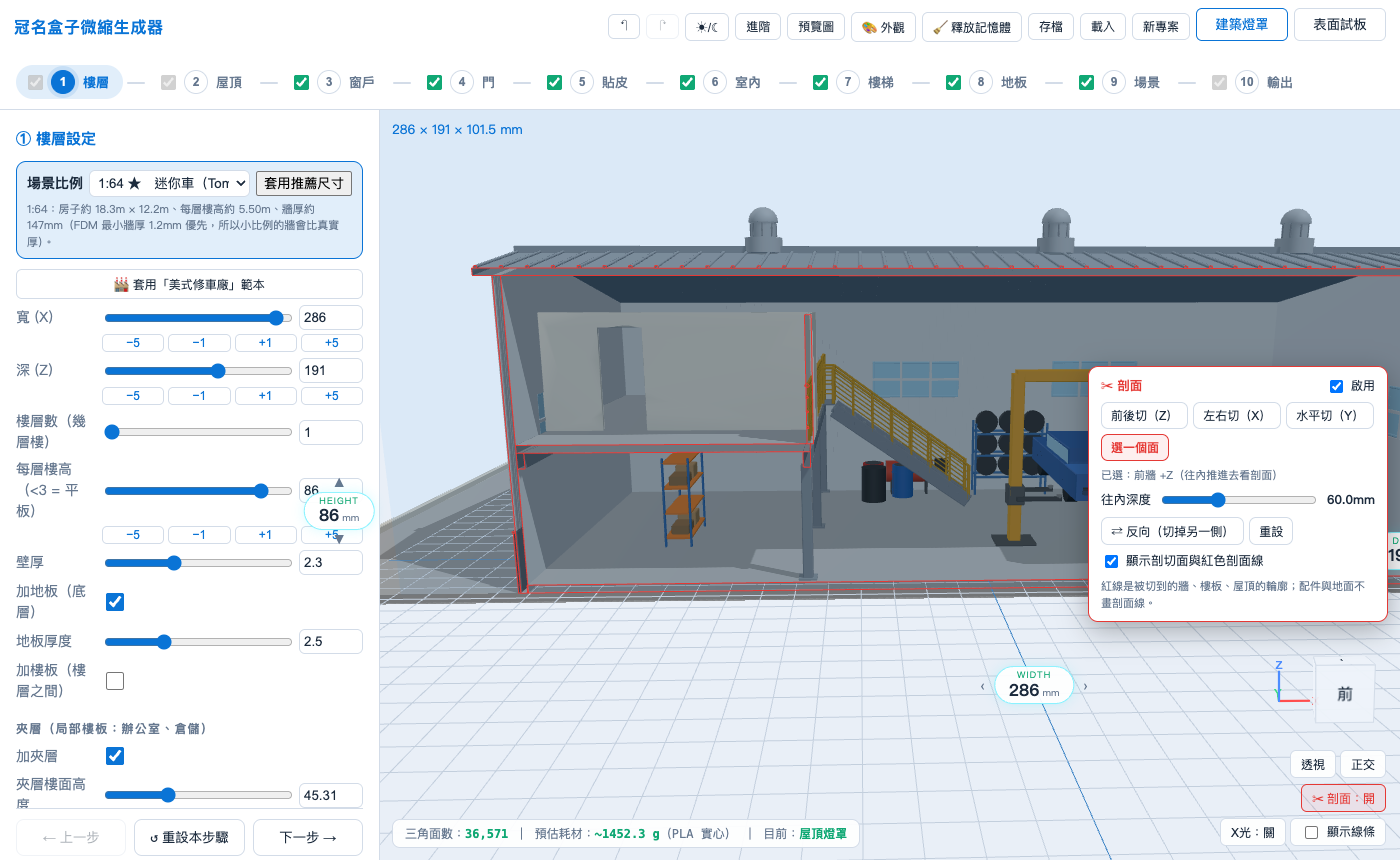 冠名盒子微縮生成器
☀/☾
進階
預覽圖
🎨 外觀
🧹 釋放記憶體
存檔
載入
新專案
建築燈罩
表面試板
1 樓層
2 屋頂
3 窗戶
4 門
5 貼皮
6 室內
7 樓梯
8 地板
9 場景
10 輸出
① 樓層設定
場景比例
1:64 ★ 迷你車（Tom
套用推薦尺寸
1:64：房子約 18.3m × 12.2m、每層樓高約 5.50m、牆厚約
147mm（FDM 最小牆厚 1.2mm 優先，所以小比例的牆會比真實
厚）。
🏭 套用「美式修車廠」範本
寬 (X)
286
−5
−1
+1
+5
深 (Z)
191
−5
−1
+1
+5
樓層數（幾
層樓）
1
每層樓高
（<3 = 平
板）
86
−5
−1
+1
+5
壁厚
2.3
加地板（底
層）
地板厚度
2.5
加樓板（樓
層之間）
夾層（局部樓板：辦公室、倉儲）
加夾層
夾層樓面高
度
45.31
← 上一步
↺ 重設本步驟
下一步 →
286 × 191 × 101.5 mm
HEIGHT
86 mm
✂ 剖面
啟用
前後切（Z）
左右切（X）
水平切（Y）
選一個面
已選：前牆 +Z（往內推進去看剖面）
往內深度
60.0mm
⇄ 反向（切掉另一側）
重設
顯示剖切面與紅色剖面線
紅線是被切到的牆、樓板、屋頂的輪廓；配件與地面不
畫剖面線。
WIDTH
‹ 286 mm ›
Z
前
透視
正交
✂ 剖面：開
X光：關
顯示線條
三角面數：36,571 ｜ 預估耗材：~1452.3 g (PLA 實心) ｜ 目前：屋頂燈罩